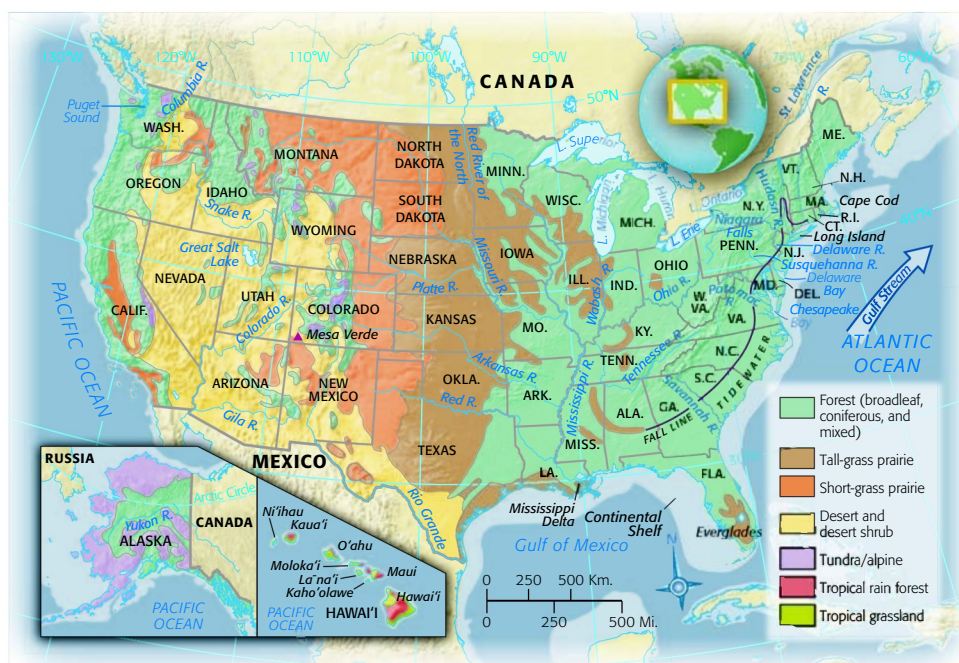 130°W
120°W
110°W
100°W
90°W
80°W
60°W
50°N
40°N
CANADA
St. Lawrence R.
Puget
Sound
Columbia R.
WASH.
MONTANA
NORTH
DAKOTA
Red River of
the North
MINN.
L. Superior
ME.
VT.
N.H.
OREGON
IDAHO
Snake R.
SOUTH
DAKOTA
WISC.
L. Michigan
L. Huron
MICH.
L. Ontario
N.Y.
Hudson R.
MA.
Cape Cod
R.I.
CT.
Long Island
WYOMING
Niagara
Falls
L. Erie
PENN.
N.J.
Delaware R.
Susquehanna R.
Delaware
Bay
Great Salt
Lake
NEVADA
NEBRASKA
Platte R.
Missouri R.
IOWA
ILL.
IND.
Wabash R.
OHIO
Ohio R.
W.
VA.
Potomac R.
MD.
DEL.
Chesapeake
Bay
Gulf Stream
PACIFIC OCEAN
CALIF.
UTAH
Colorado R.
COLORADO
Mesa Verde
KANSAS
MO.
KY.
VA.
ATLANTIC
OCEAN
ARIZONA
Gila R.
NEW
MEXICO
OKLA.
Arkansas R.
Red R.
ARK.
Mississippi R.
TENN.
Tennessee R.
N.C.
S.C.
Savannah R.
TIDEWATER
FALL LINE
TEXAS
MISS.
ALA.
GA.
LA.
FLA.
MEXICO
Rio Grande
Mississippi
Delta
Continental
Shelf
Everglades
Gulf of Mexico
N
0 250 500 Km.
0 250 500 Mi.
RUSSIA
Arctic Circle
Yukon R.
CANADA
ALASKA
PACIFIC
OCEAN
Ni'ihau
Kaua'i
O'ahu
Moloka'i
Maui
La¯na'i
Kaho'olawe
Hawai'i
HAWAI'I
PACIFIC
OCEAN
Forest (broadleaf,
coniferous, and
mixed)
Tall-grass prairie
Short-grass prairie
Desert and
desert shrub
Tundra/alpine
Tropical rain forest
Tropical grassland